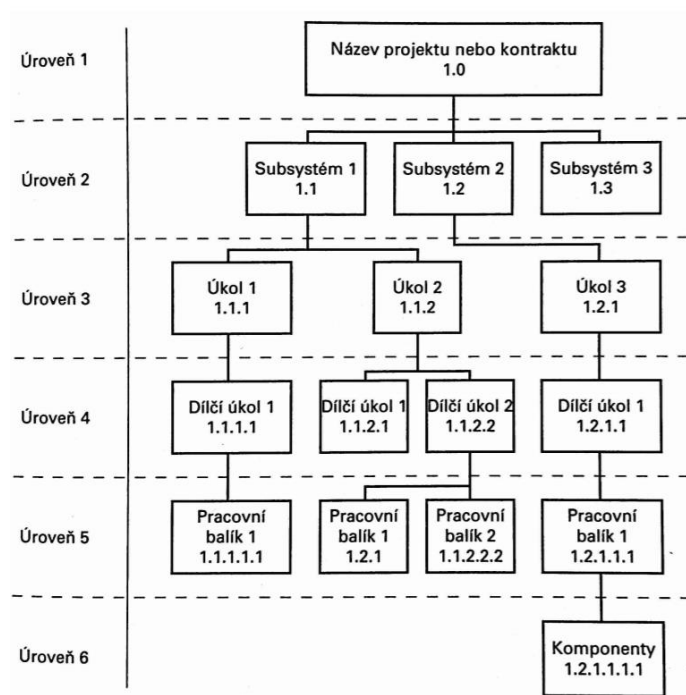 Úroveň 1
Název projektu nebo kontraktu
1.0
Úroveň 2
Subsystém 1
1.1
Subsystém 2
1.2
Subsystém 3
1.3
Úroveň 3
Úkol 1
1.1.1
Úkol 2
1.1.2
Úkol 3
1.2.1
Úroveň 4
Dílčí úkol 1
1.1.1.1
Dílčí úkol 1
1.1.2.1
Dílčí úkol 2
1.1.2.2
Dílčí úkol 1
1.2.1.1
Úroveň 5
Pracovní
balík 1
1.1.1.1.1
Pracovní
balík 1
1.2.1
Pracovní
balík 2
1.1.2.2.2
Pracovní
balík 1
1.2.1.1.1
Úroveň 6
Komponenty
1.2.1.1.1.1